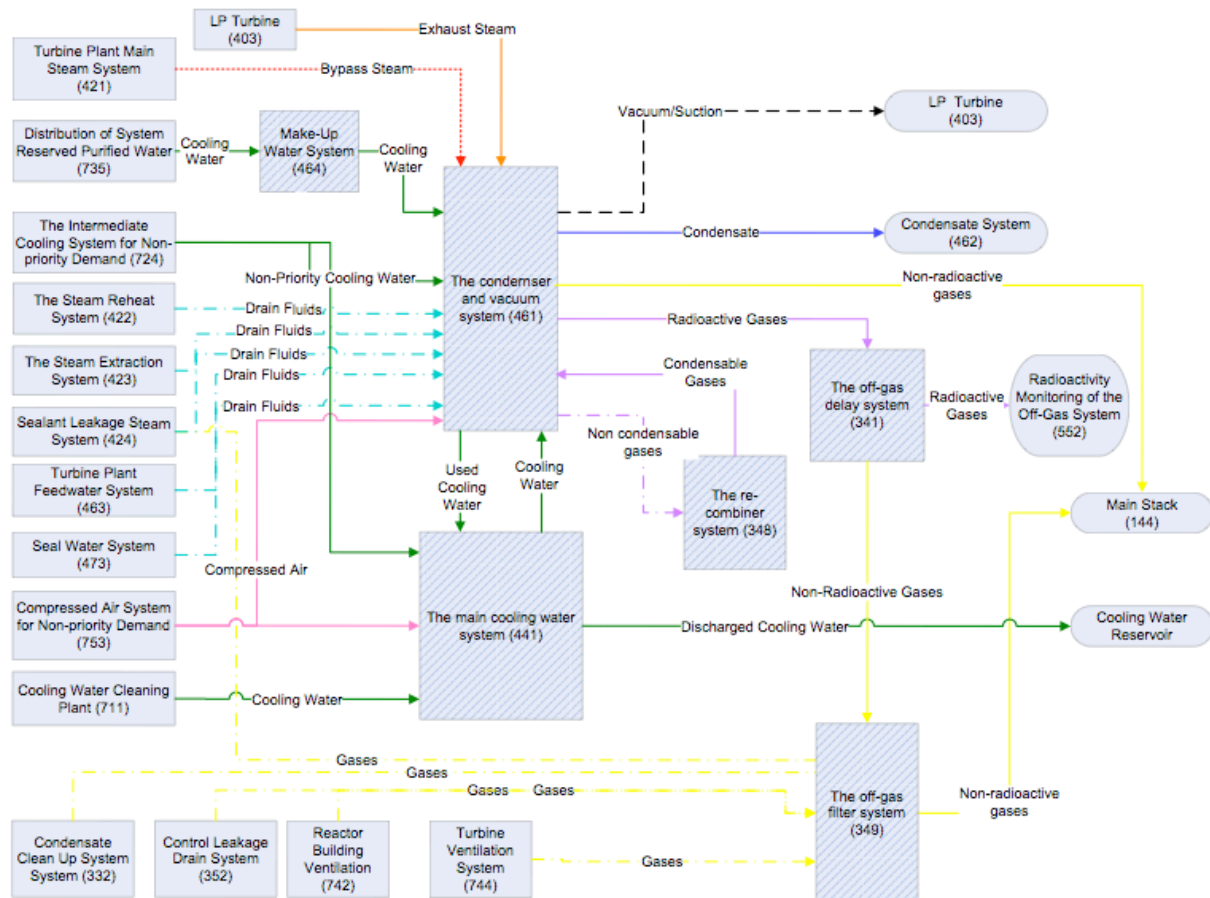 LP Turbine
(403)
Exhaust Steam
Turbine Plant Main
Steam System
(421)
Bypass Steam
Vacuum/Suction
LP Turbine
(403)
Distribution of System
Reserved Purified Water
(735)
Cooling
Water
Make-Up
Water System
(464)
Cooling
Water
The Intermediate
Cooling System for Non-
priority Demand (724)
Non-Priority Cooling Water
The condemser
and vacuum
system (461)
Condensate
Condensate System
(462)
Non-radioactive
gases
The Steam Reheat
System (422)
Drain Fluids
Drain Fluids
Drain Fluids
Drain Fluids
Drain Fluids
Radioactive Gases
The Steam Extraction
System (423)
Condensable
Gases
The off-gas
delay system
(341)
Radioactive
Gases
Radioactivity
Monitoring of the
Off-Gas System
(552)
Sealant Leakage Steam
System (424)
Non condensable
gases
Turbine Plant
Feedwater System
(463)
Used
Cooling
Water
Cooling
Water
The re-
combiner
system (348)
Main Stack
(144)
Seal Water System
(473)
Compressed Air
Non-Radioactive Gases
Compressed Air System
for Non-priority Demand
(753)
The main cooling water
system (441)
Discharged Cooling Water
Cooling Water
Reservoir
Cooling Water Cleaning
Plant (711)
Cooling Water
Gases
Gases
Gases
Gases
The off-gas
filter system
(349)
Non-radioactive
gases
Condensate
Clean Up System
System (332)
Control Leakage
Drain System
(352)
Reactor
Building
Ventilation
(742)
Turbine
Ventilation
System
(744)
Gases